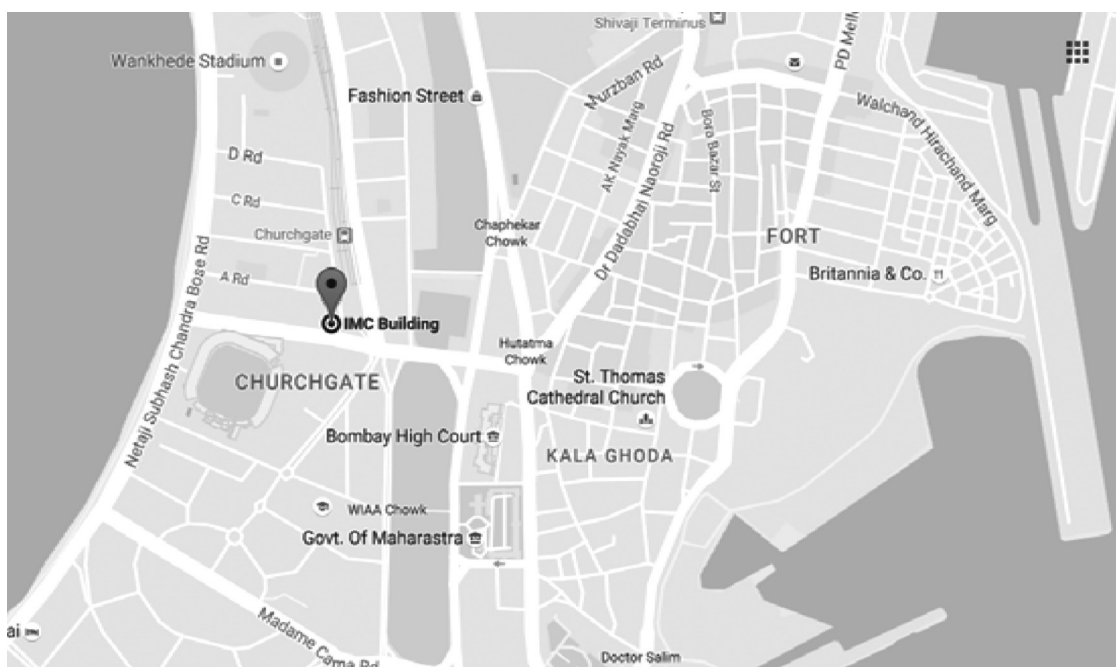 Shivaji Terminus
Wankhede Stadium
Fashion Street
Murzban Rd
PD Mell
Walchand Hirachand Marg
D Rd
AK Nayak Marg
Bora Bazar St
Dr Dadabhai Naoroji Rd
C Rd
Churchgate
Chaphekar
Chowk
FORT
Netaji Subhash Chandra Bose Rd
A Rd
Britannia & Co.
IMC Building
Hutatma
Chowk
CHURCHGATE
St. Thomas
Cathedral Church
Bombay High Court
KALA GHODA
WIAA Chowk
Govt. Of Maharastra
Madame Cama Rd
ai
Doctor Salim